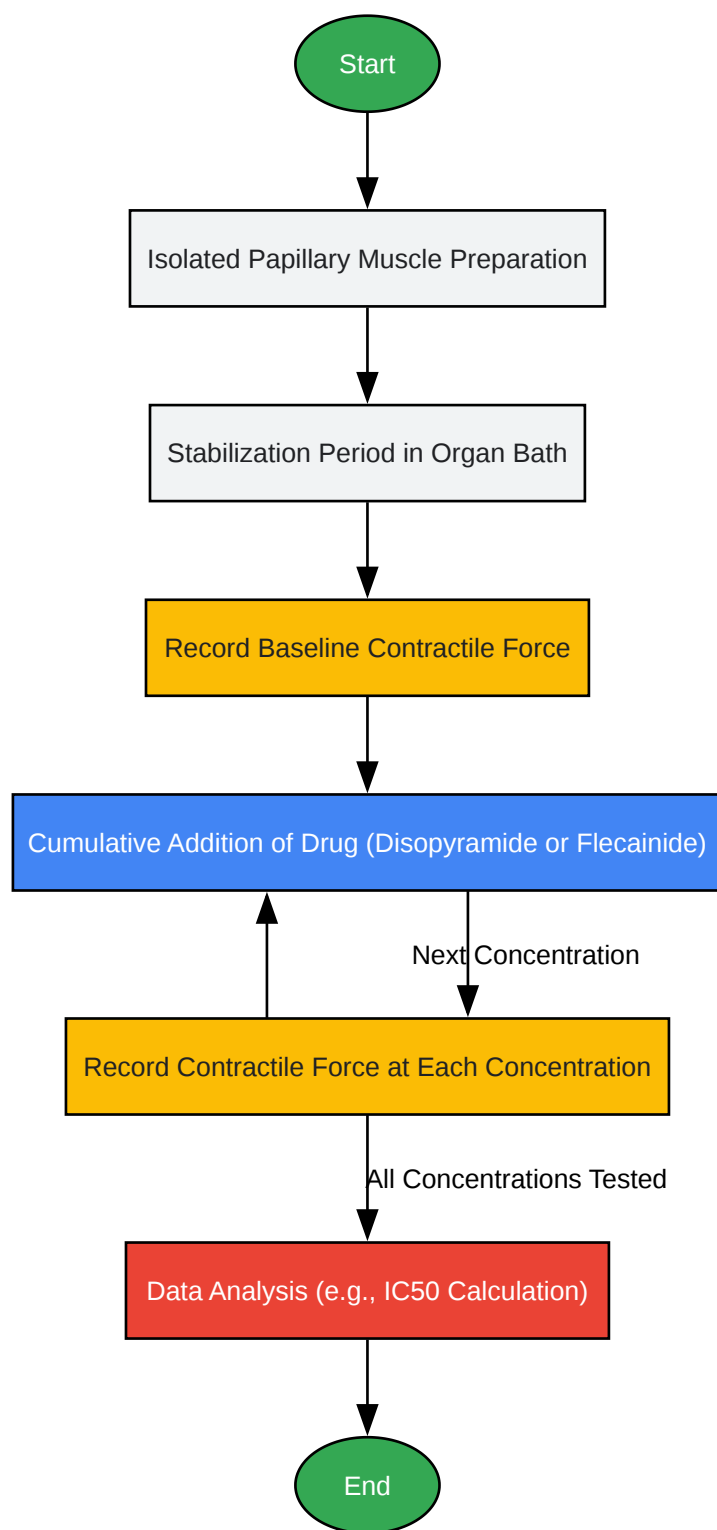 Start
Isolated Papillary Muscle Preparation
Stabilization Period in Organ Bath
Record Baseline Contractile Force
Cumulative Addition of Drug (Disopyramide or Flecainide)
Next Concentration
Record Contractile Force at Each Concentration
All Concentrations Tested
Data Analysis (e.g., IC50 Calculation)
End